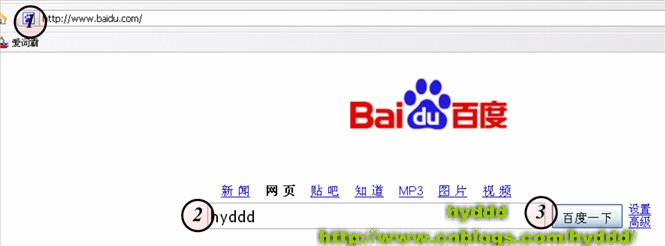 1 http://www.baidu.com/
爱词霸
Bai du 百度
新闻 网页 贴吧 知道 MP3 图片 视频
2 hyddd 3 百度一下 设置
高级
hyddd
http://www.cnblogs.com/hyddd/